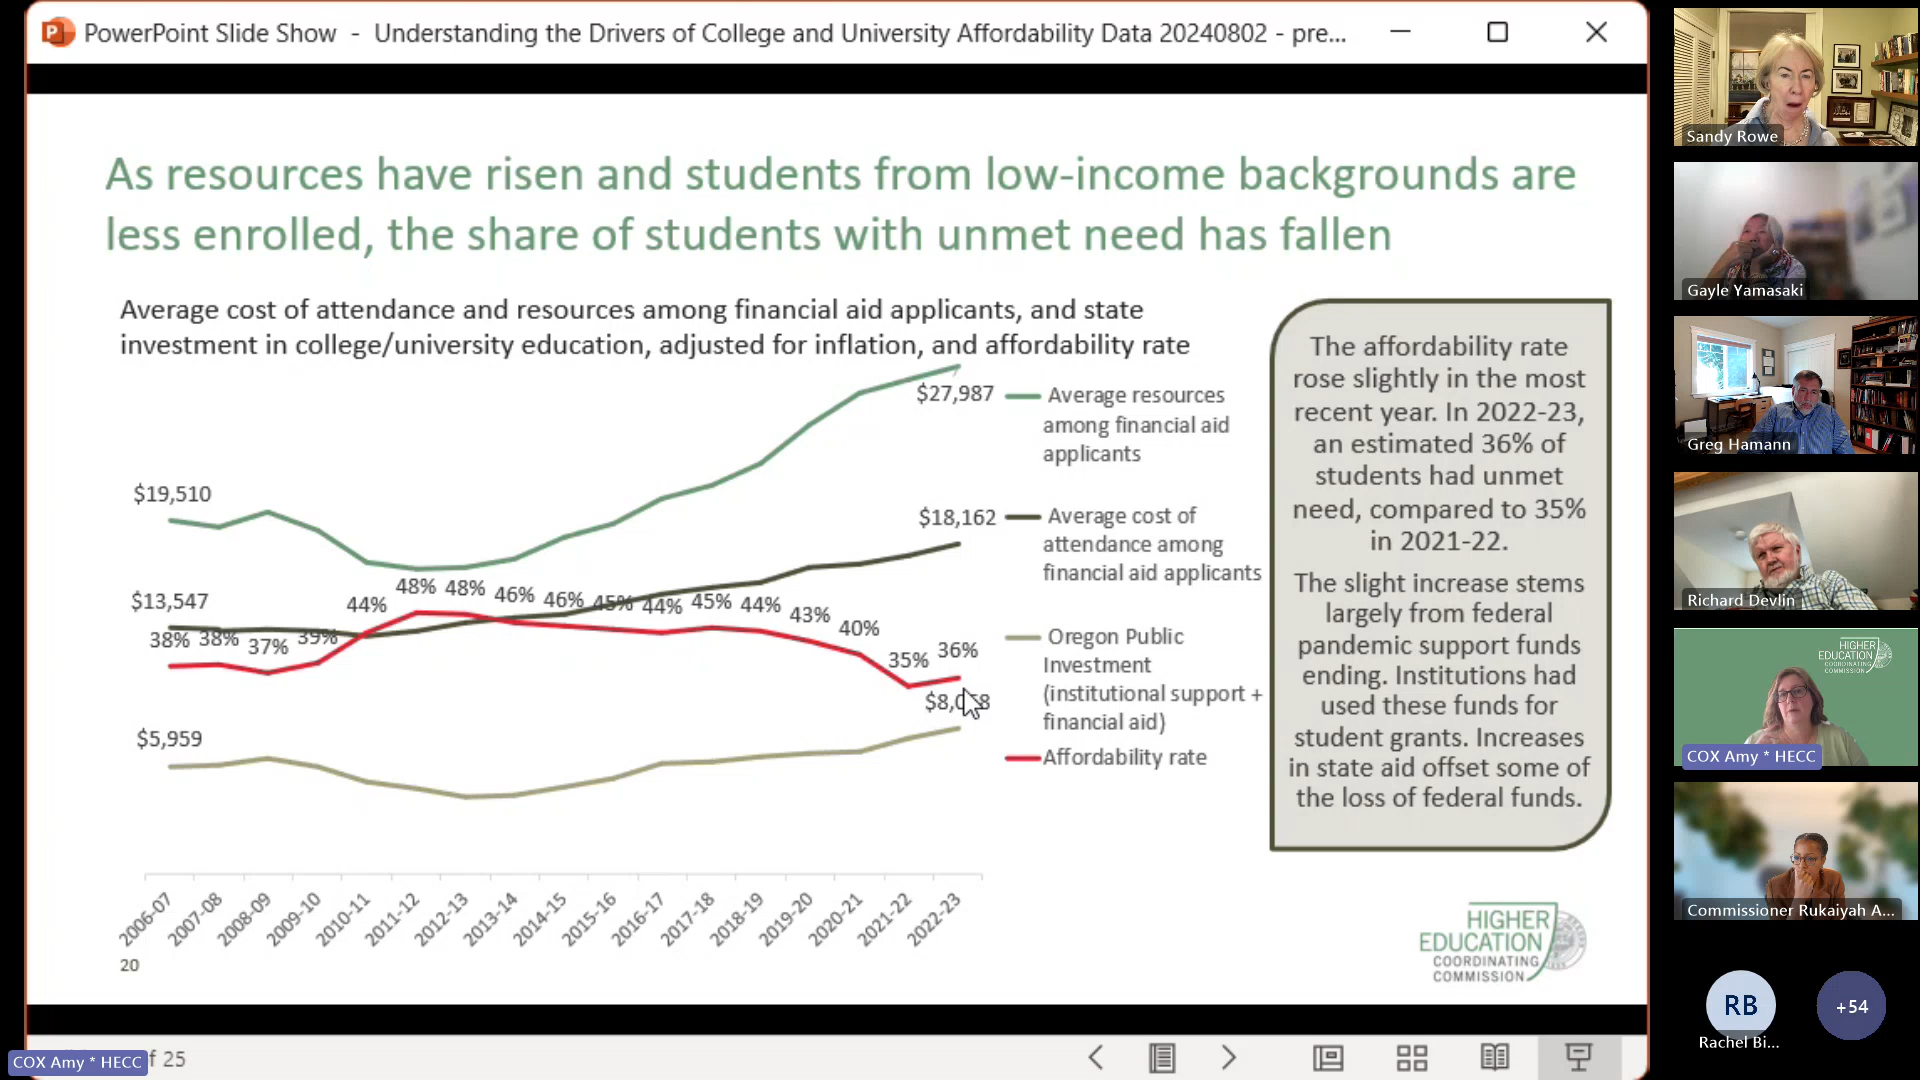 PowerPoint Slide Show - Understanding the Drivers of College and University Affordability Data 20240802 - pre...
As resources have risen and students from low-income backgrounds are
less enrolled, the share of students with unmet need has fallen
Average cost of attendance and resources among financial aid applicants, and state
investment in college/university education, adjusted for inflation, and affordability rate
$27,987
$19,510
$18,162
$13,547
38% 38% 37% 39% 44% 48% 48% 46% 46% 45% 44% 45% 44% 43% 40% 35% 36%
$5,959
Average resources
among financial aid
applicants
Average cost of
attendance among
financial aid applicants
Oregon Public
Investment
(institutional support +
financial aid)
Affordability rate
2006-07 2007-08 2008-09 2009-10 2010-11 2011-12 2012-13 2013-14 2014-15 2015-16 2016-17 2017-18 2018-19 2019-20 2020-21 2021-22 2022-23
20
The affordability rate
rose slightly in the most
recent year. In 2022-23,
an estimated 36% of
students had unmet
need, compared to 35%
in 2021-22.
The slight increase stems
largely from federal
pandemic support funds
ending. Institutions had
used these funds for
student grants. Increases
in state aid offset some of
the loss of federal funds.
HIGHER
EDUCATION
COORDINATING
COMMISSION
COX Amy * HECC
of 25
Sandy Rowe
Gayle Yamasaki
Greg Hamann
Richard Devlin
HIGHER
EDUCATION
COORDINATING
COMMISSION
COX Amy * HECC
Commissioner Rukaiyah A...
RB
Rachel Bi...
+54